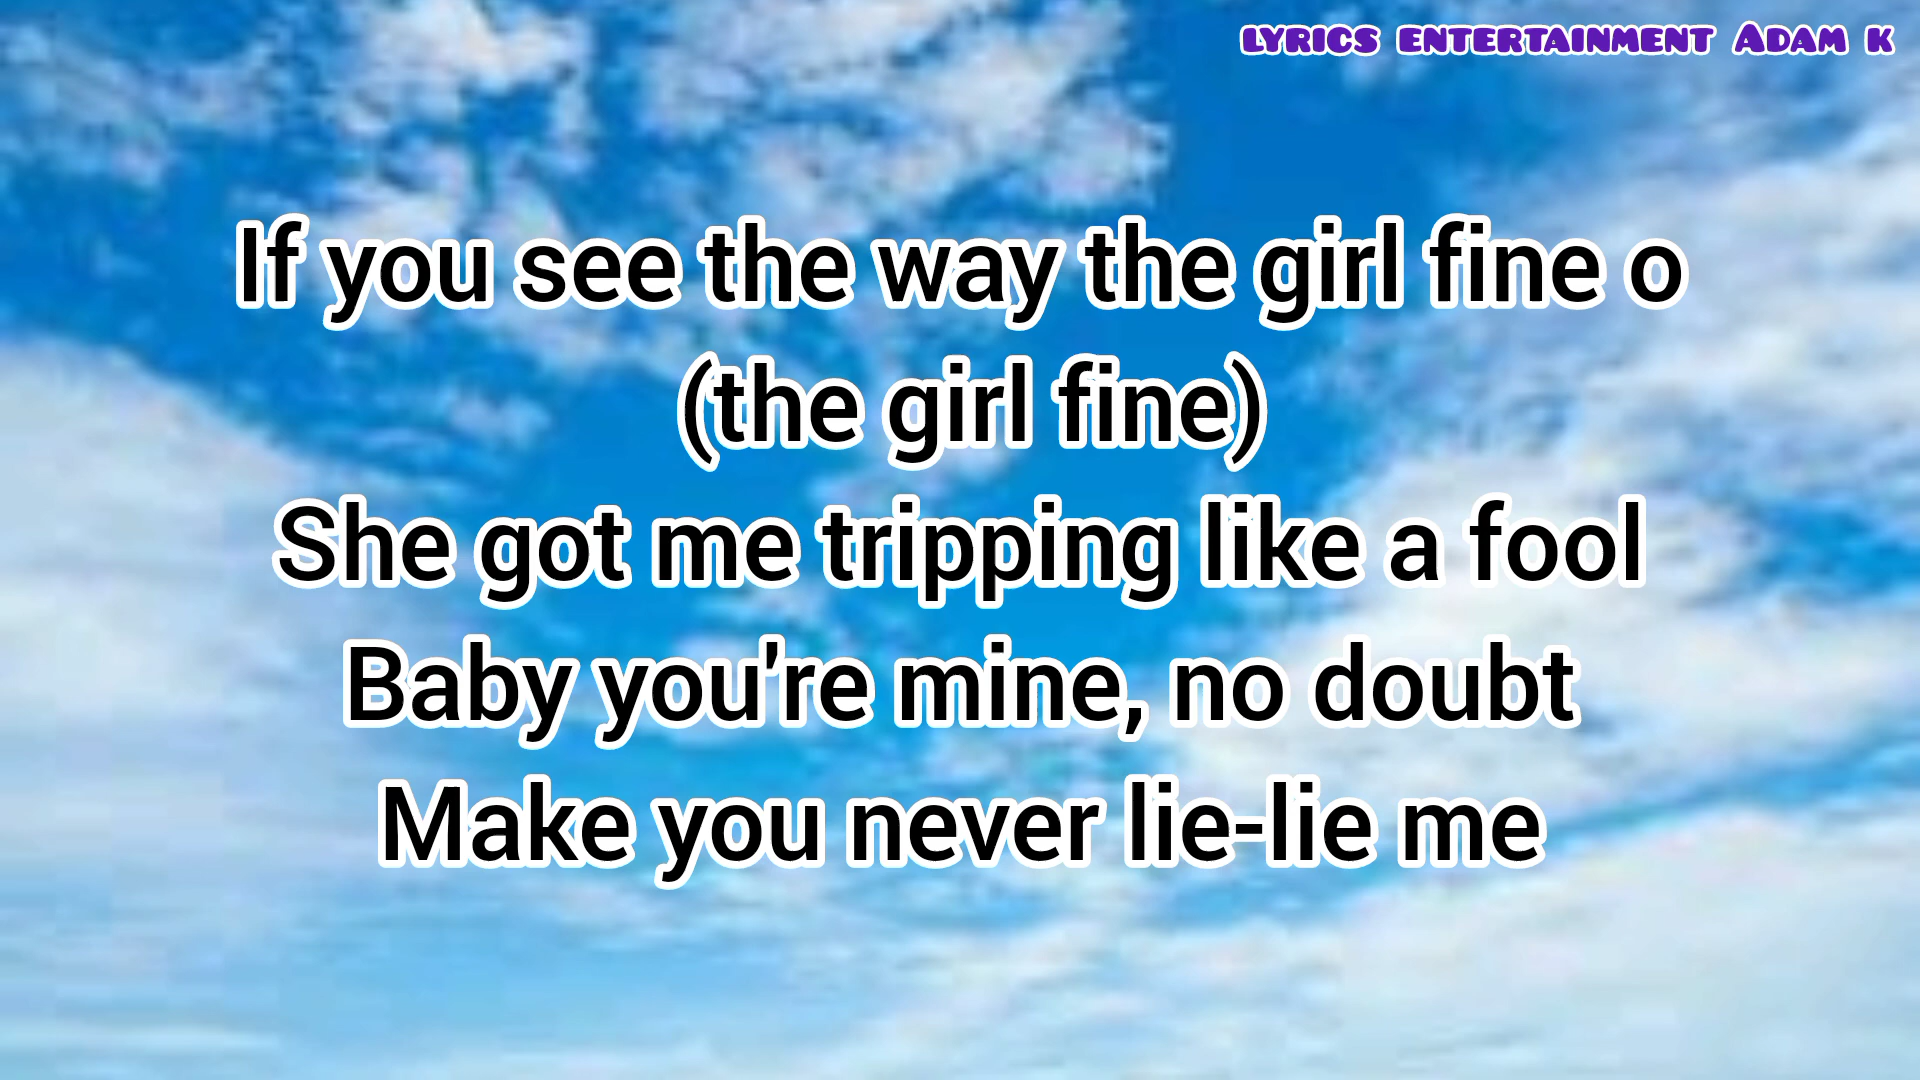 LYRICS ENTERTAINMENT ADAM K
If you see the way the girl fine o
(the girl fine)
She got me tripping like a fool
Baby you're mine, no doubt
Make you never lie-lie me